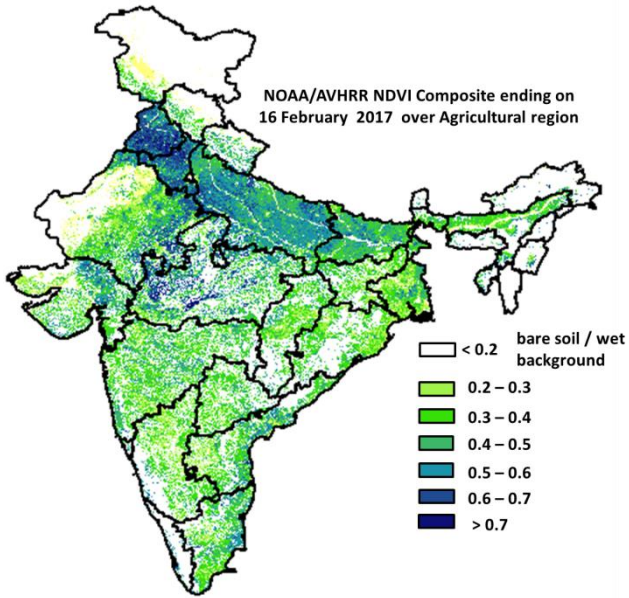 NOAA/AVHRR NDVI Composite ending on
16 February 2017 over Agricultural region
< 0.2
bare soil / wet
background
0.2 – 0.3
0.3 – 0.4
0.4 – 0.5
0.5 – 0.6
0.6 – 0.7
> 0.7